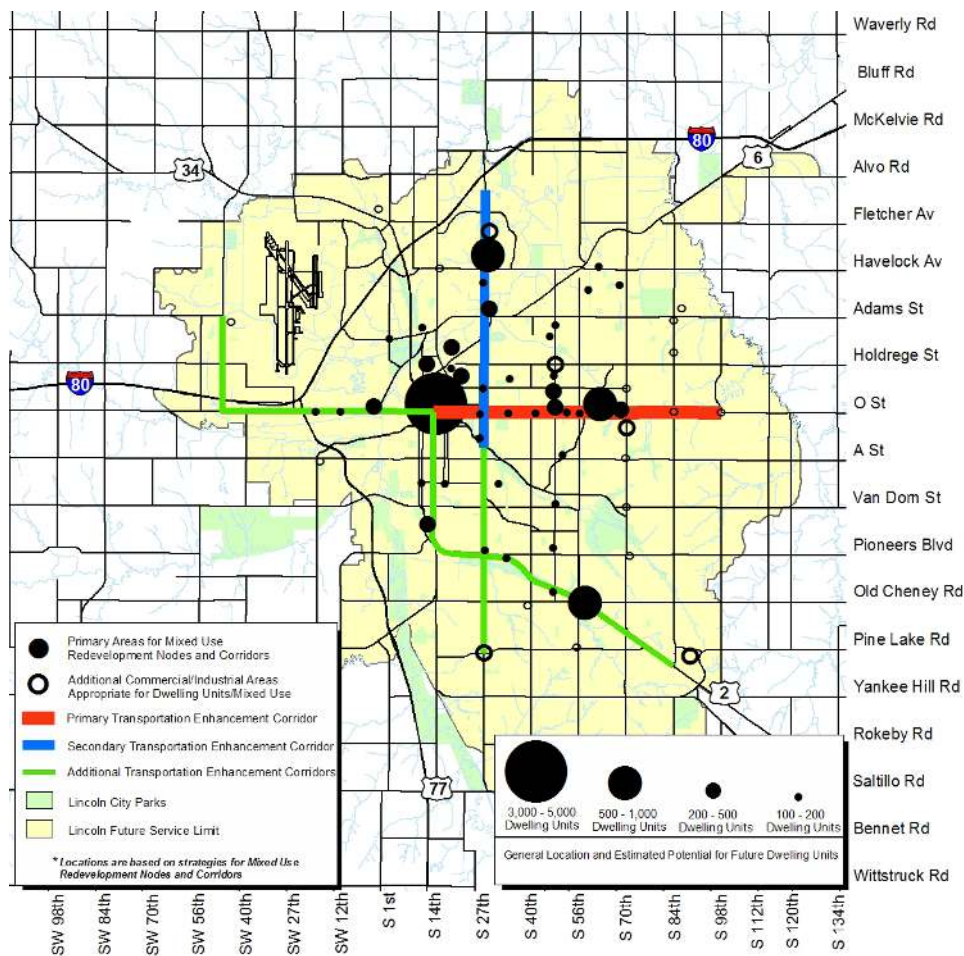 Waverly Rd
Bluff Rd
McKelvie Rd
80
6
34
Alvo Rd
Fletcher Av
Havelock Av
Adams St
Holdrege St
80
O St
A St
Van Dorn St
Pioneers Blvd
Old Cheney Rd
Pine Lake Rd
2
Yankee Hill Rd
Rokeby Rd
77
Saltillo Rd
Bennet Rd
Wittstruck Rd
Primary Areas for Mixed Use
Redevelopment Nodes and Corridors
Additional Commercial/Industrial Areas
Appropriate for Dwelling Units/Mixed Use
Primary Transportation Enhancement Corridor
Secondary Transportation Enhancement Corridor
Additional Transportation Enhancement Corridors
Lincoln City Parks
Lincoln Future Service Limit
* Locations are based on strategies for Mixed Use
Redevelopment Nodes and Corridors
3,000 - 5,000
Dwelling Units
500 - 1,000
Dwelling Units
200 - 500
Dwelling Units
100 - 200
Dwelling Units
General Location and Estimated Potential for Future Dwelling Units
SW 98th
SW 84th
SW 70th
SW 56th
SW 40th
SW 27th
SW 12th
S 1st
S 14th
S 27th
S 40th
S 56th
S 70th
S 84th
S 98th
S 112th
S 120th
S 134th